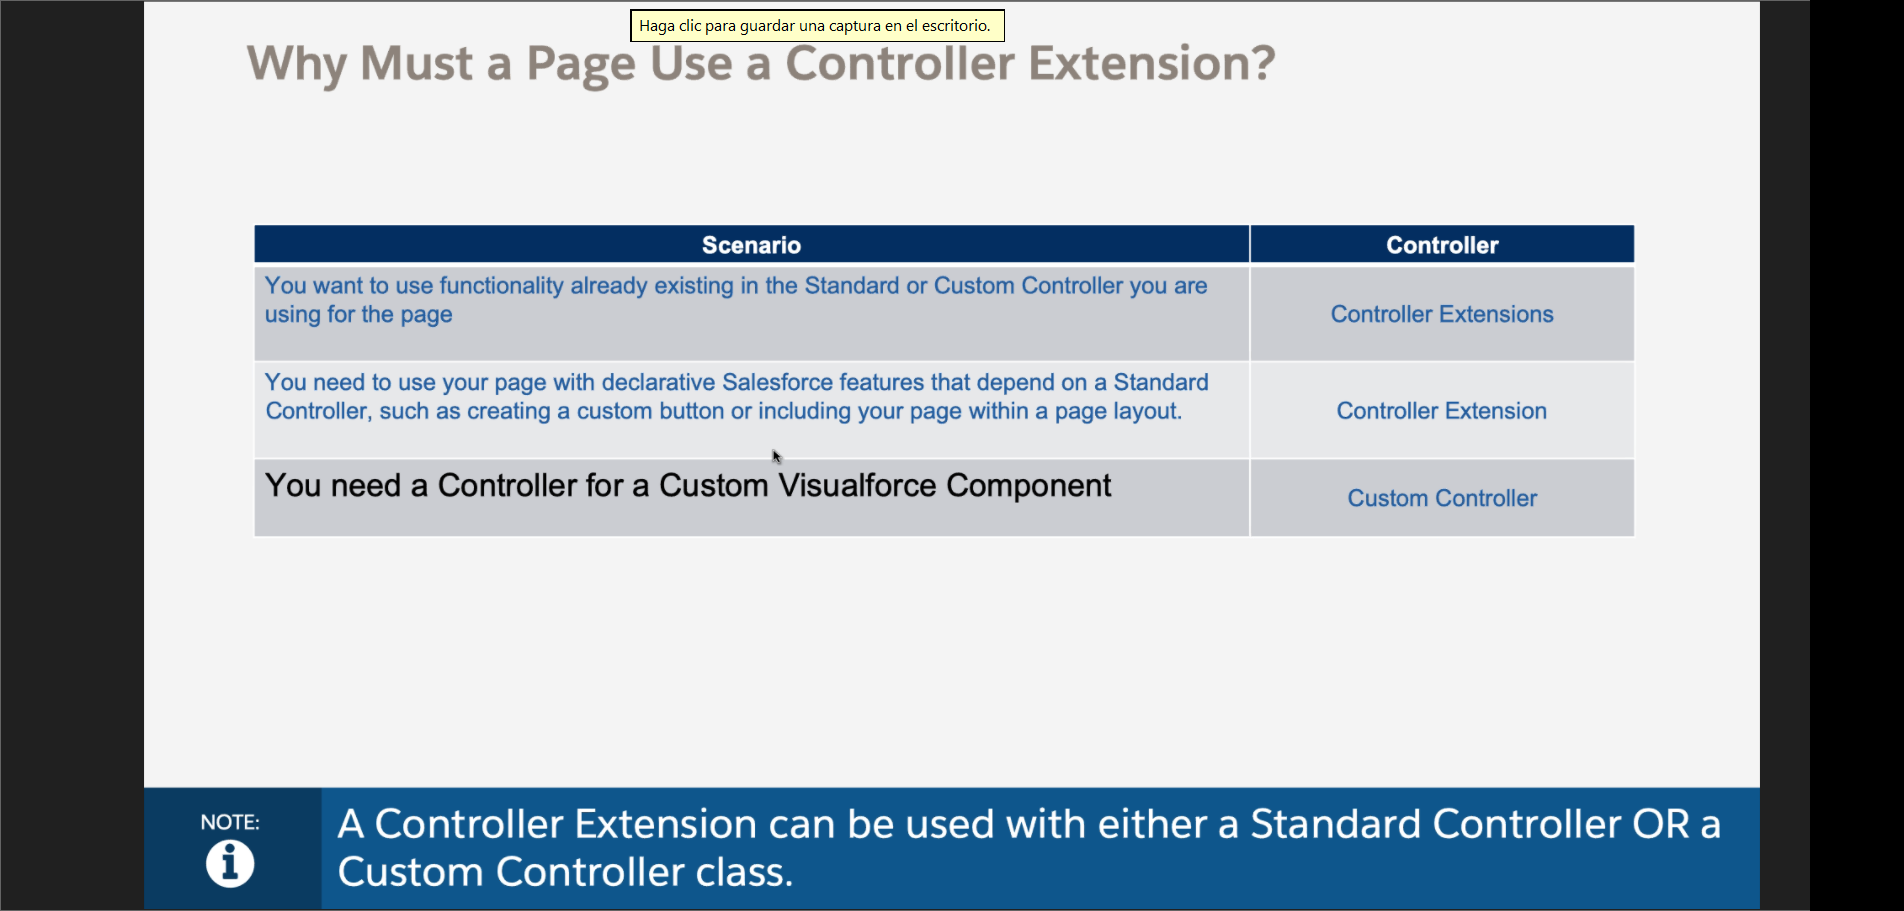 Haga clic para guardar una captura en el escritorio.
Why Must a Page Use a Controller Extension?
Scenario
Controller
You want to use functionality already existing in the Standard or Custom Controller you are
using for the page
Controller Extensions
You need to use your page with declarative Salesforce features that depend on a Standard
Controller, such as creating a custom button or including your page within a page layout.
Controller Extension
You need a Controller for a Custom Visualforce Component
Custom Controller
NOTE:
A Controller Extension can be used with either a Standard Controller OR a
Custom Controller class.